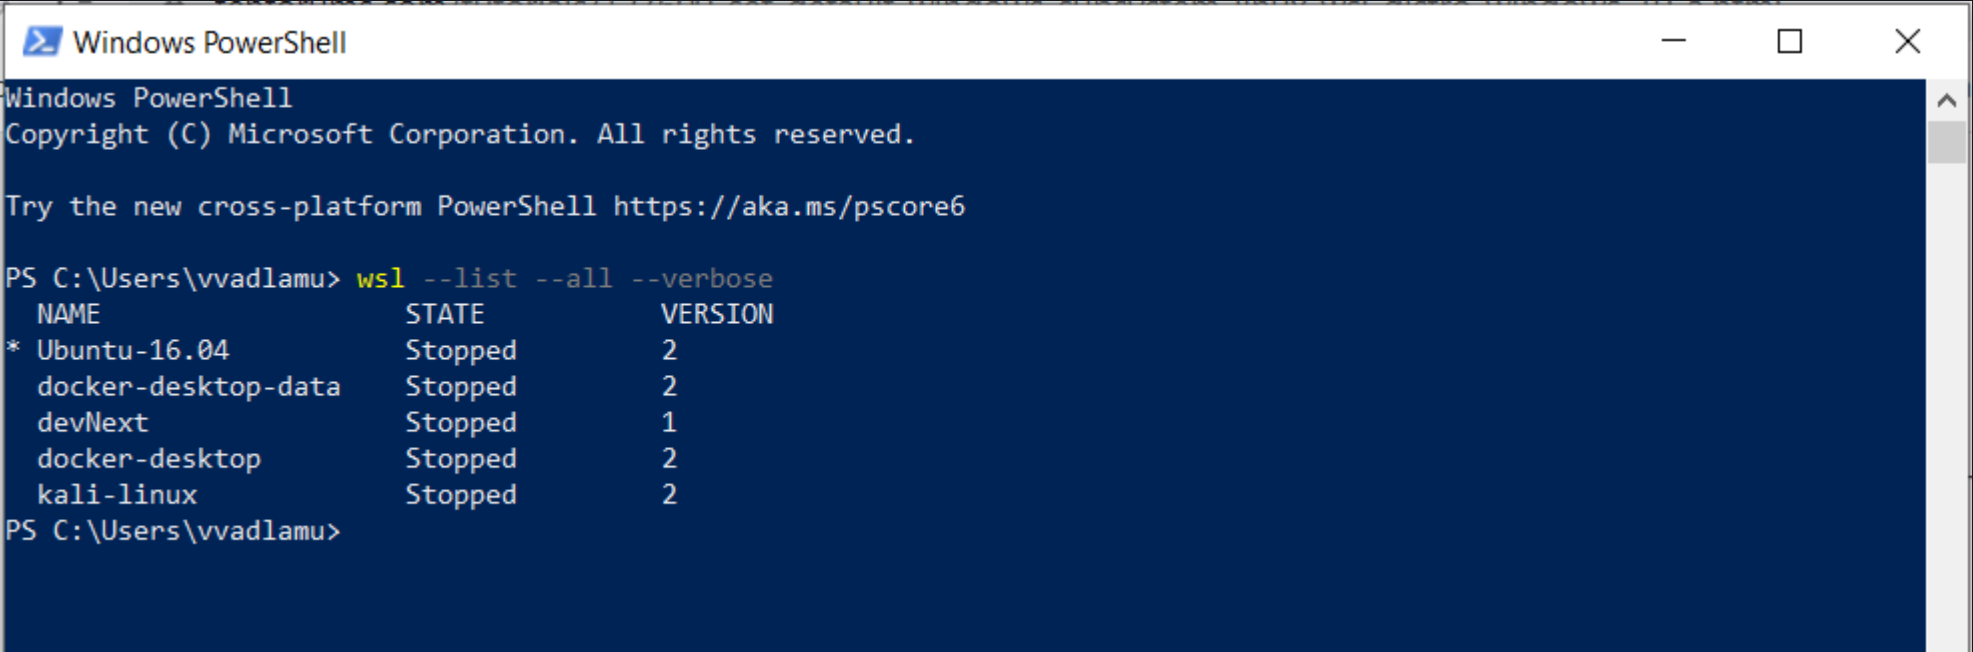 Windows PowerShell
Windows PowerShell
Copyright (C) Microsoft Corporation. All rights reserved.
Try the new cross-platform PowerShell https://aka.ms/pscore6
PS C:\Users\vvadlamu> wsl --list --all --verbose
  NAME                   STATE           VERSION
* Ubuntu-16.04           Stopped         2
  docker-desktop-data    Stopped         2
  devNext                Stopped         1
  docker-desktop         Stopped         2
  kali-linux             Stopped         2
PS C:\Users\vvadlamu>